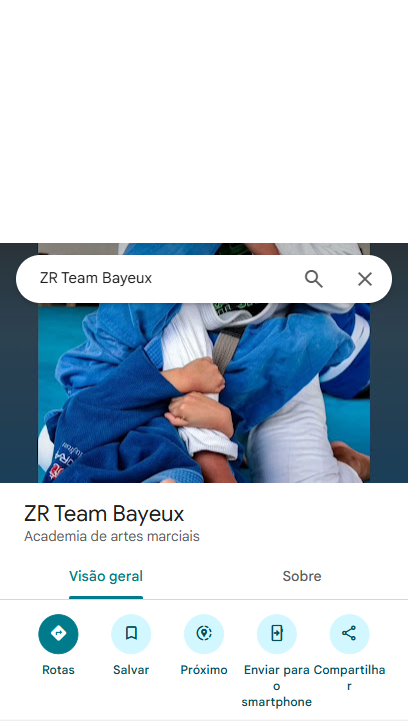 ZR Team Bayeux
ZR Team Bayeux
Academia de artes marciais
Visão geral
Sobre
Rotas
Salvar
Próximo
Enviar para
o
smartphone
Compartilha
r